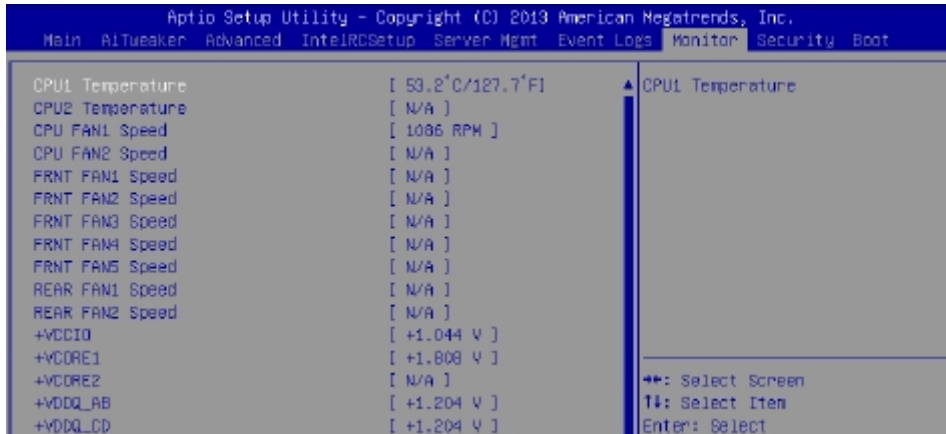 Aptio Setup Utility - Copyright (C) 2013 American Megatrends, Inc.
Main AiTweaker Advanced IntelRCSetup Server Mgmt Event Logs Monitor Security Boot
CPU1 Temperature [ 53.2°C/127.7°F]
CPU2 Temperature [ N/A ]
CPU FAN1 Speed [ 1086 RPM ]
CPU FAN2 Speed [ N/A ]
FRNT FAN1 Speed [ N/A ]
FRNT FAN2 Speed [ N/A ]
FRNT FAN3 Speed [ N/A ]
FRNT FAN4 Speed [ N/A ]
FRNT FAN5 Speed [ N/A ]
REAR FAN1 Speed [ N/A ]
REAR FAN2 Speed [ N/A ]
+VCCIO [ +1.044 V ]
+VCORE1 [ +1.808 V ]
+VCORE2 [ N/A ]
+VDDQ_AB [ +1.204 V ]
+VDDQ_CD [ +1.204 V ]
CPU1 Temperature
→←: Select Screen
↑↓: Select Item
Enter: Select